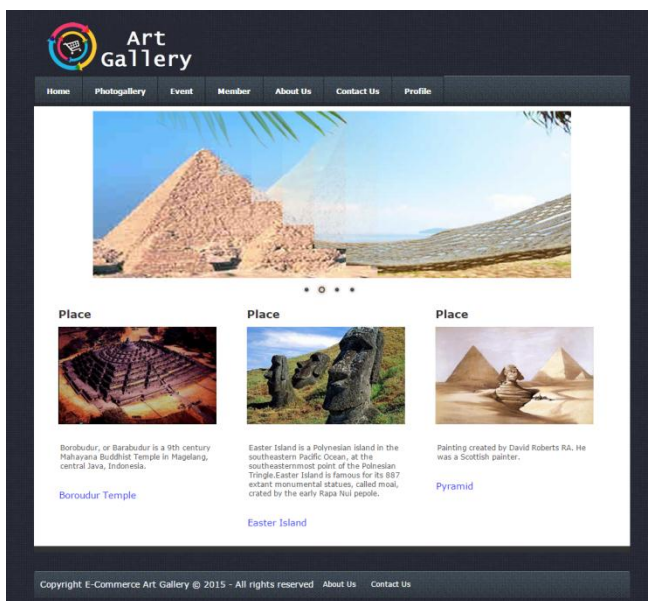 Art
Gallery
Home Photogallery Event Member About Us Contact Us Profile
Place
Borobudur, or Barabudur is a 9th century
Mahayana Buddhist Temple in Magelang,
central Java, Indonesia.
Boroudur Temple
Place
Easter Island is a Polynesian island in the
southeastern Pacific Ocean, at the
southeasternmost point of the Polnesian
Tringle.Easter Island is famous for its 887
extant monumental statues, called moai,
crated by the early Rapa Nui pepole.
Easter Island
Place
Painting created by David Roberts RA. He
was a Scottish painter.
Pyramid
Copyright E-Commerce Art Gallery © 2015 - All rights reserved About Us Contact Us